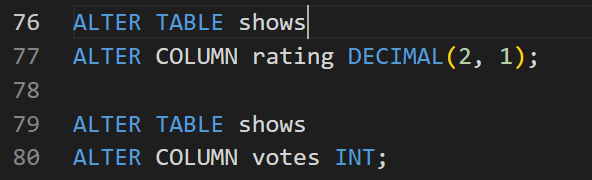 76 ALTER TABLE shows
77 ALTER COLUMN rating DECIMAL(2, 1);
78
79 ALTER TABLE shows
80 ALTER COLUMN votes INT;